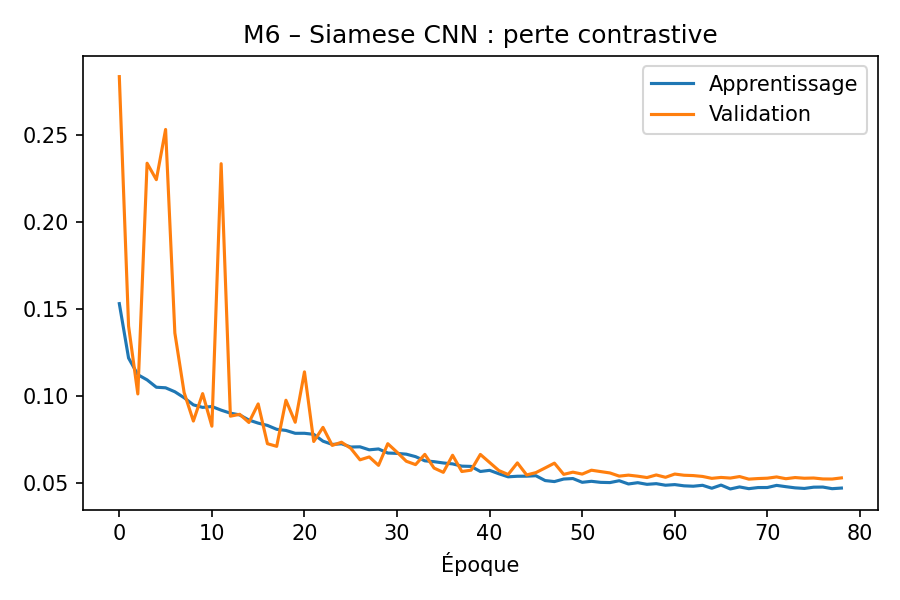 M6 – Siamese CNN : perte contrastive
Apprentissage
Validation
0.25
0.20
0.15
0.10
0.05
0 10 20 30 40 50 60 70 80
Époque